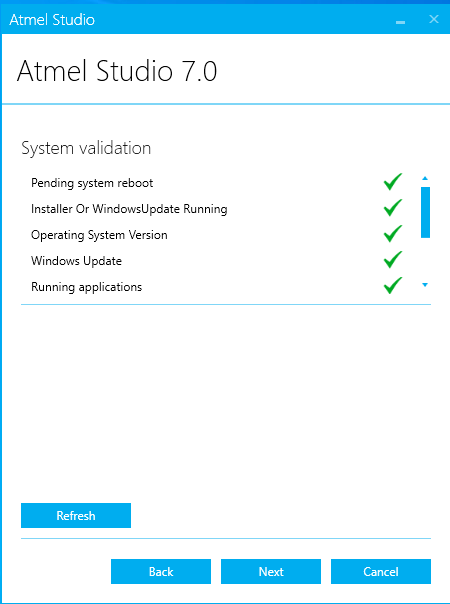 Atmel Studio
Atmel Studio 7.0
System validation
Pending system reboot
Installer Or WindowsUpdate Running
Operating System Version
Windows Update
Running applications
Refresh
Back Next Cancel